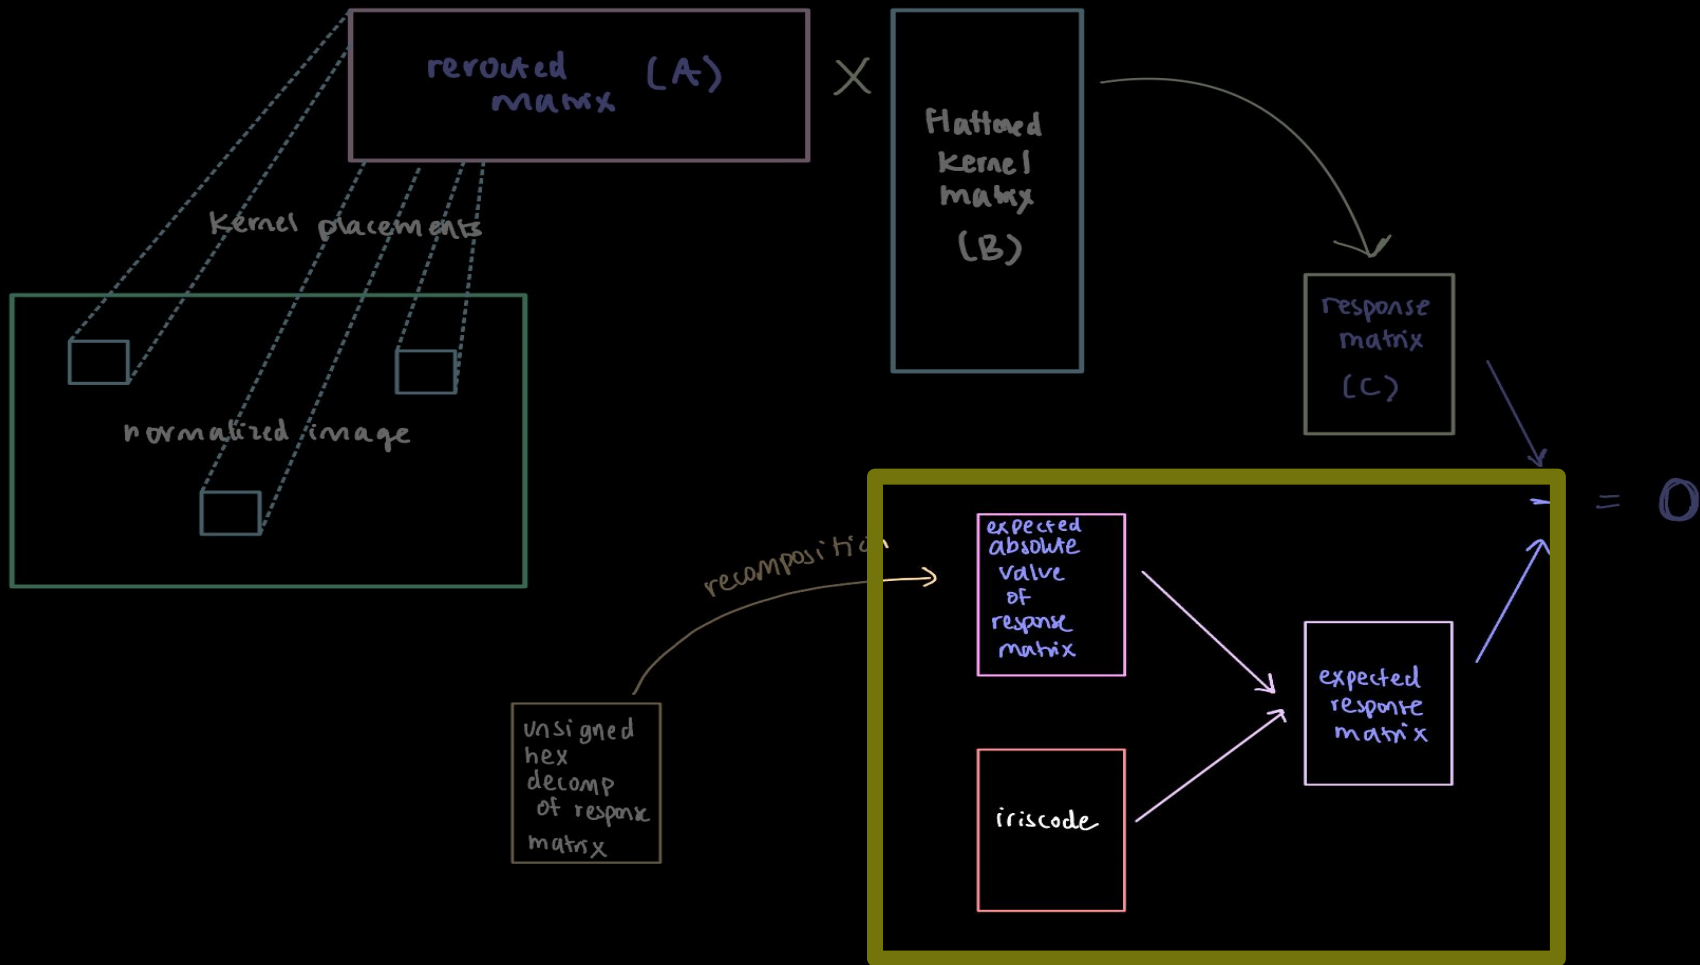 rerouted (A)
matrix
X
Flattened
Kernel
matrix
(B)
Kernel placements
normalized image
response
matrix
(C)
- = 0
expected
absolute
value
of
response
matrix
recomposition
expected
response
matrix
unsigned
hex
decomp
of response
matrix
iriscode